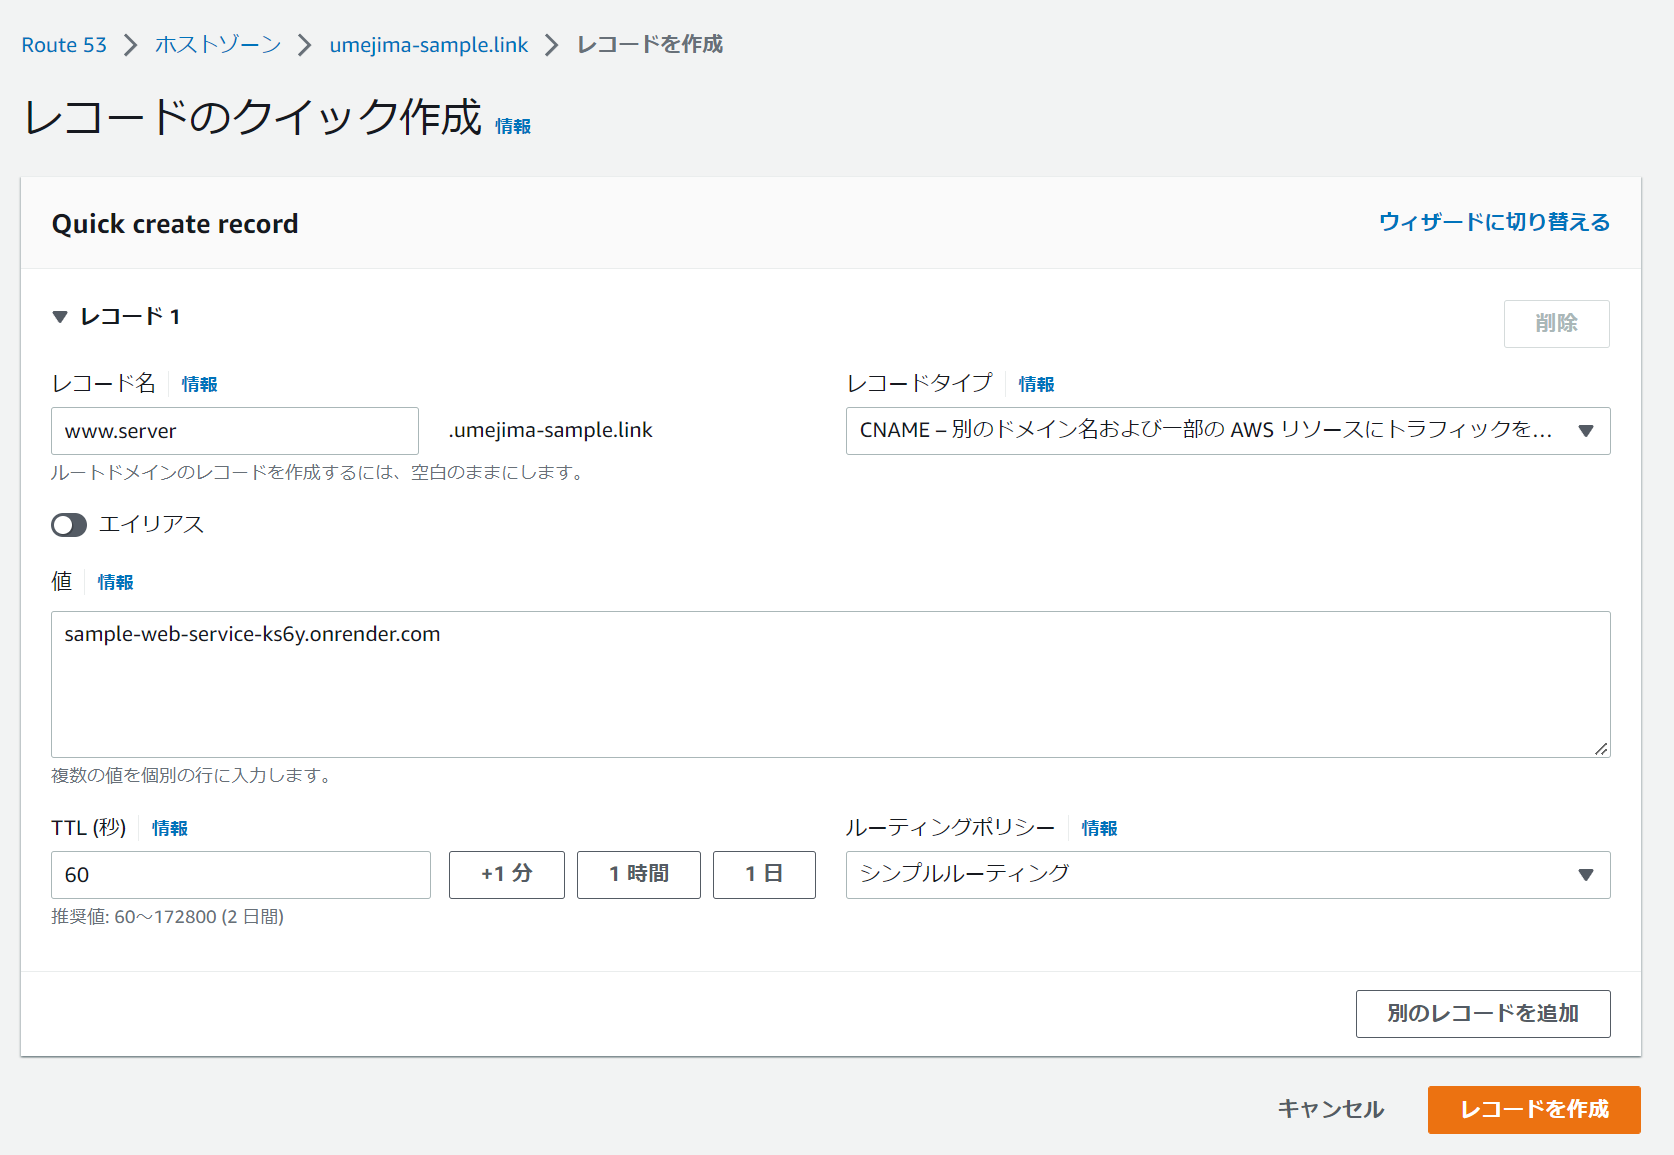 Route 53 > ホストゾーン > umejima-sample.link > レコードを作成
レコードのクイック作成 情報
Quick create record ウィザードに切り替える
▼ レコード 1 削除
レコード名 情報 レコードタイプ 情報
www.server .umejima-sample.link CNAME – 別のドメイン名および一部の AWS リソースにトラフィックを... ▼
ルートドメインのレコードを作成するには、空白のままにします。
エイリアス
値 情報
sample-web-service-ks6y.onrender.com
複数の値を個別の行に入力します。
TTL (秒) 情報 ルーティングポリシー 情報
60 +1 分 1 時間 1 日 シンプルルーティング ▼
推奨値: 60～172800 (2 日間)
別のレコードを追加
キャンセル レコードを作成